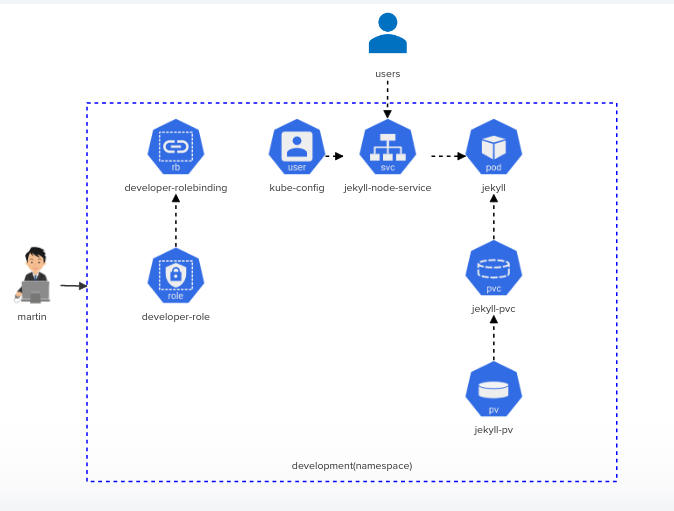 users
rb
user
svc
pod
developer-rolebinding
kube-config
jekyll-node-service
jekyll
role
pvc
martin
developer-role
jekyll-pvc
pv
jekyll-pv
development(namespace)